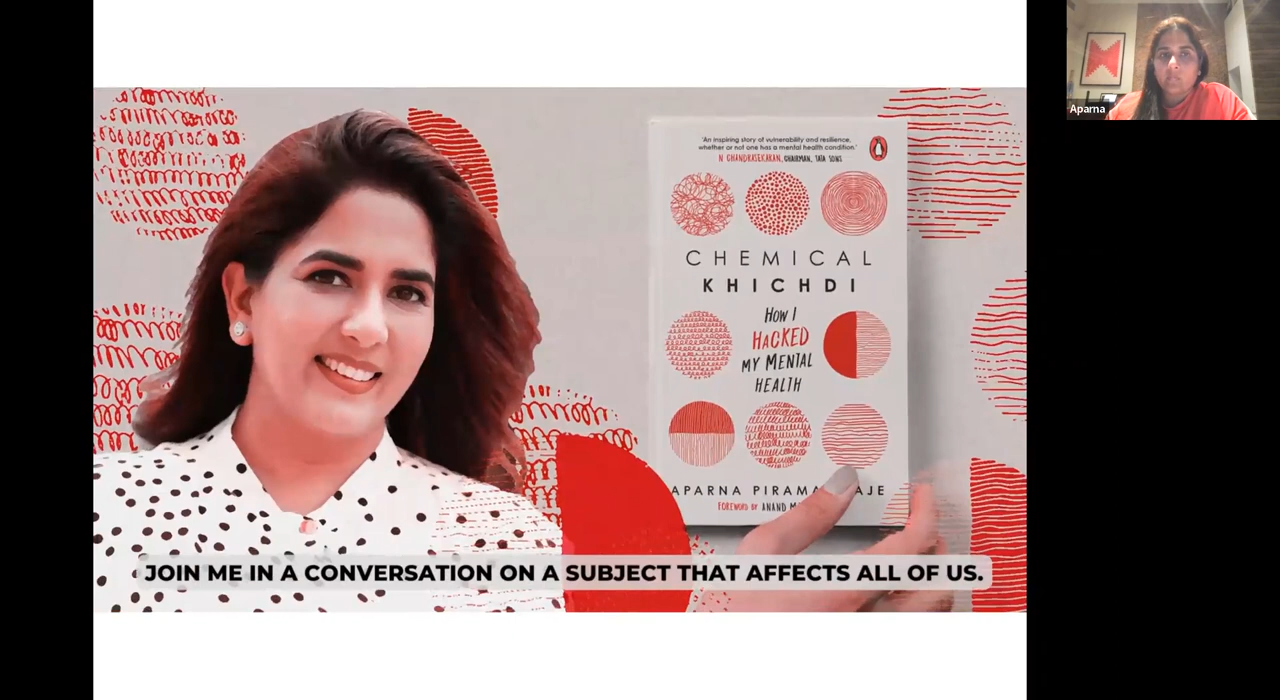 'An inspiring story of vulnerability and resilience,
whether or not one has a mental health condition.'
N CHANDRASEKARAN, CHAIRMAN, TATA SONS
CHEMICAL
KHICHDI
HOW I
HACKED
MY MENTAL
HEALTH
APARNA
FOREWORD BY ANAND
JOIN ME IN A CONVERSATION ON A SUBJECT THAT AFFECTS ALL OF US.
Aparna